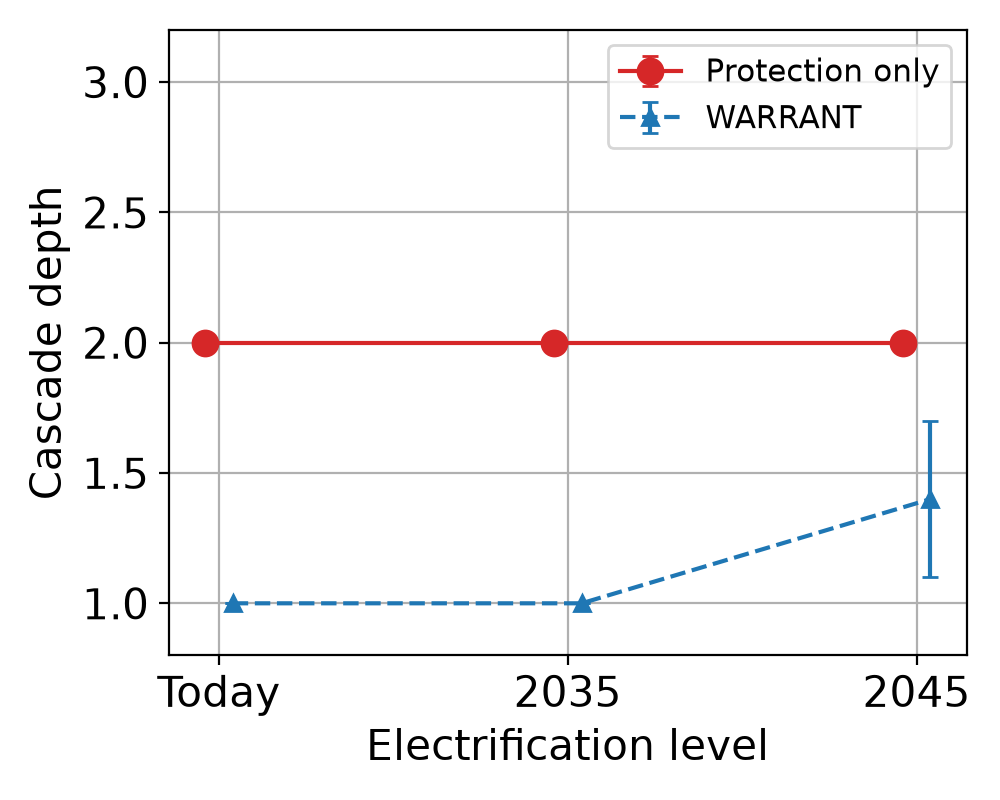 Protection only
WARRANT
3.0
2.5
2.0
1.5
1.0
Cascade depth
Today
2035
2045
Electrification level